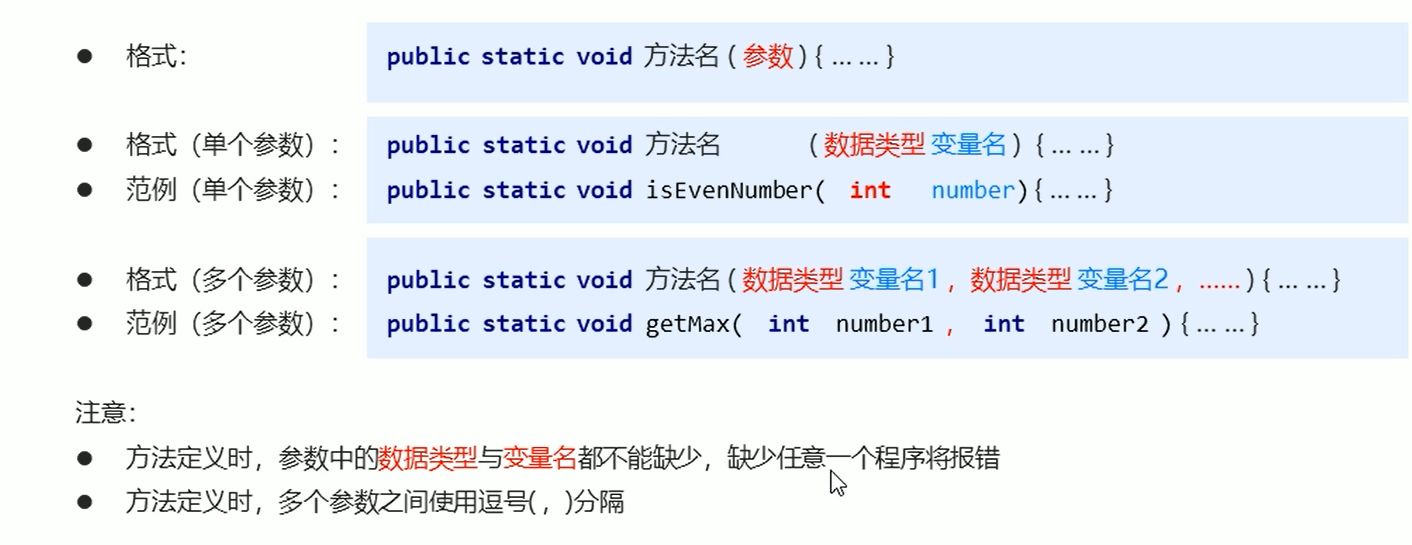 ● 格式： public static void 方法名 ( 参数 ) { ... ... }
● 格式（单个参数）： public static void 方法名 ( 数据类型 变量名 ) { ... ... }
● 范例（单个参数）： public static void isEvenNumber( int number){ ... ... }
● 格式（多个参数）： public static void 方法名 ( 数据类型 变量名1 ，数据类型 变量名2 ，...... ) { ... ... }
● 范例（多个参数）： public static void getMax( int number1 ， int number2 ) { ... ... }
注意：
● 方法定义时，参数中的数据类型与变量名都不能缺少，缺少任意一个程序将报错
● 方法定义时，多个参数之间使用逗号( ，)分隔